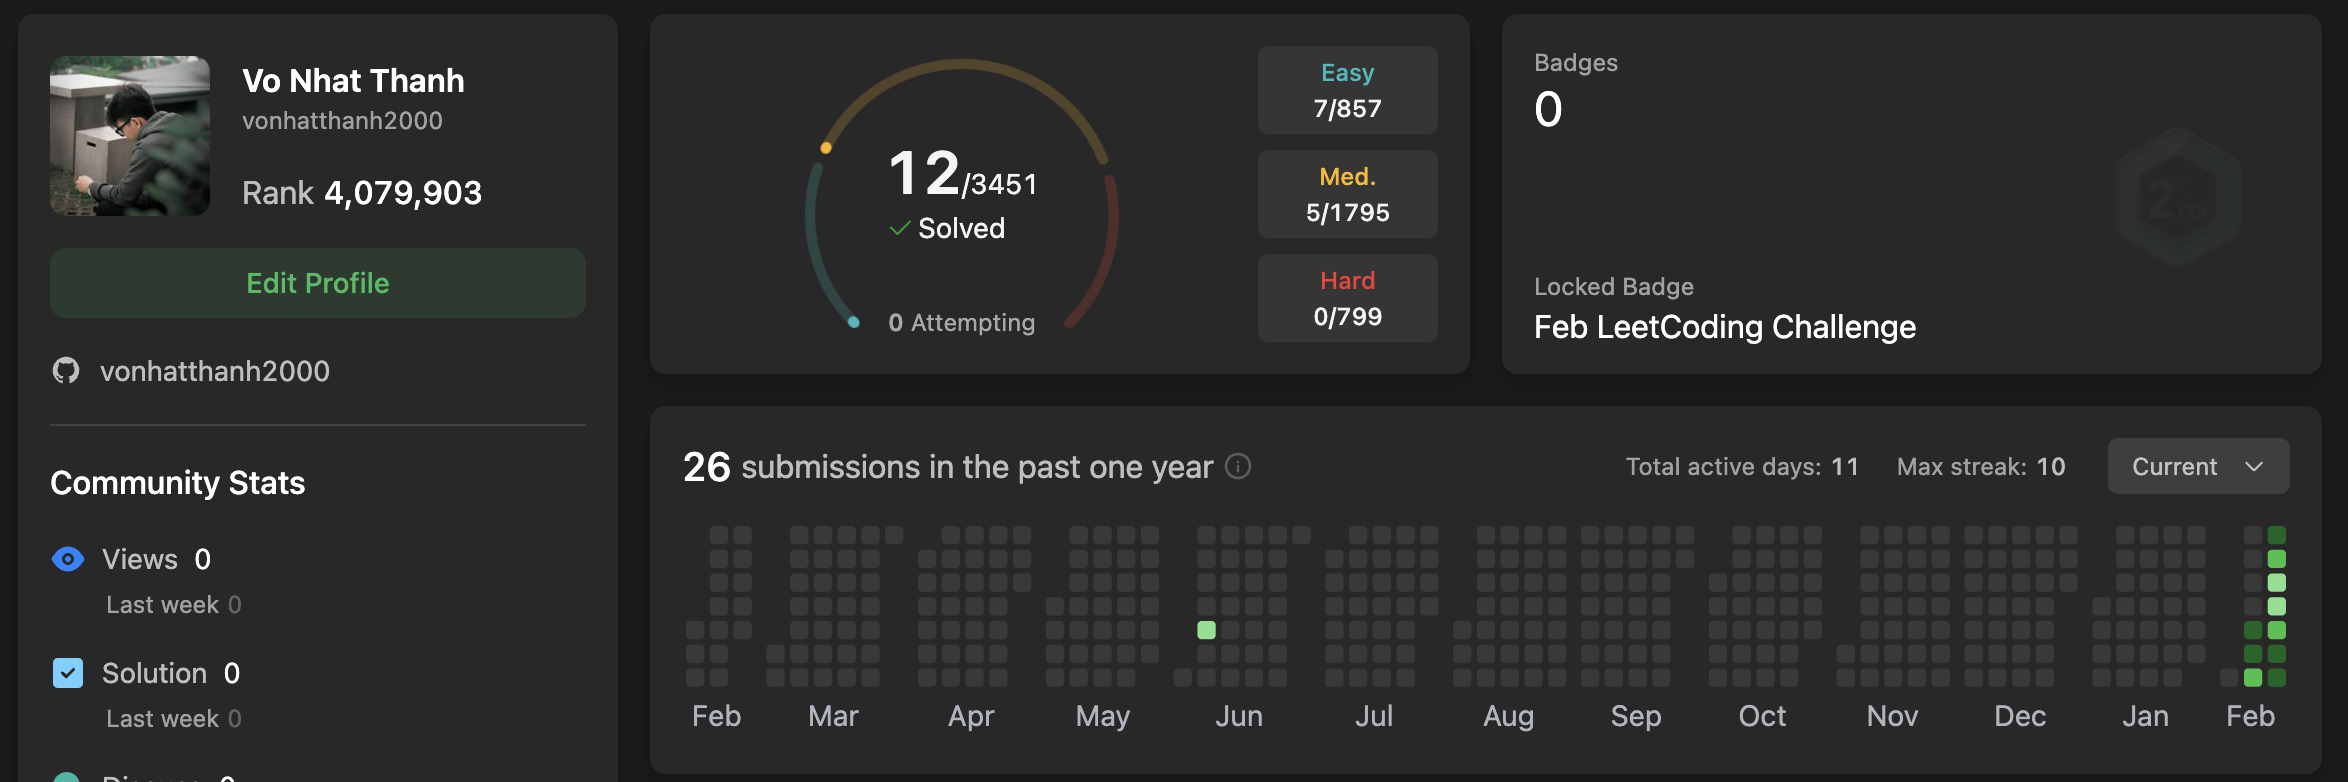 Vo Nhat Thanh
vonhatthanh2000
Rank 4,079,903
Edit Profile
vonhatthanh2000
Community Stats
Views 0
Last week 0
Solution 0
Last week 0
12/3451
Solved
0 Attempting
Easy
7/857
Med.
5/1795
Hard
0/799
Badges
0
2 FEB
Locked Badge
Feb LeetCoding Challenge
26 submissions in the past one year
Total active days: 11 Max streak: 10 Current
Feb Mar Apr May Jun Jul Aug Sep Oct Nov Dec Jan Feb